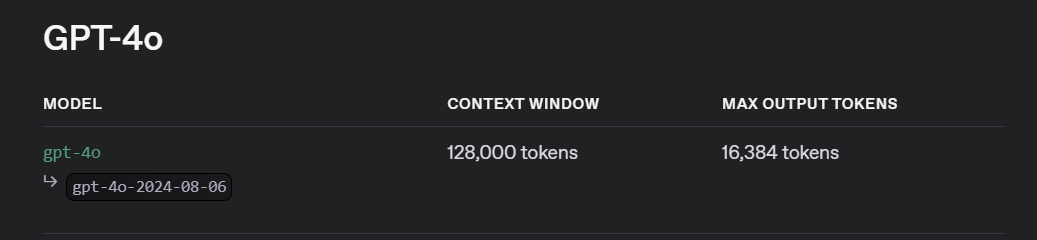 GPT-4o
MODEL CONTEXT WINDOW MAX OUTPUT TOKENS
gpt-4o 128,000 tokens 16,384 tokens
↳ gpt-4o-2024-08-06